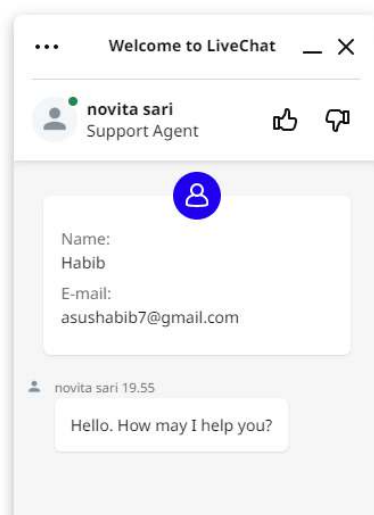 Welcome to LiveChat
novita sari
Support Agent
Name:
Habib
E-mail:
asushabib7@gmail.com
novita sari 19.55
Hello. How may I help you?